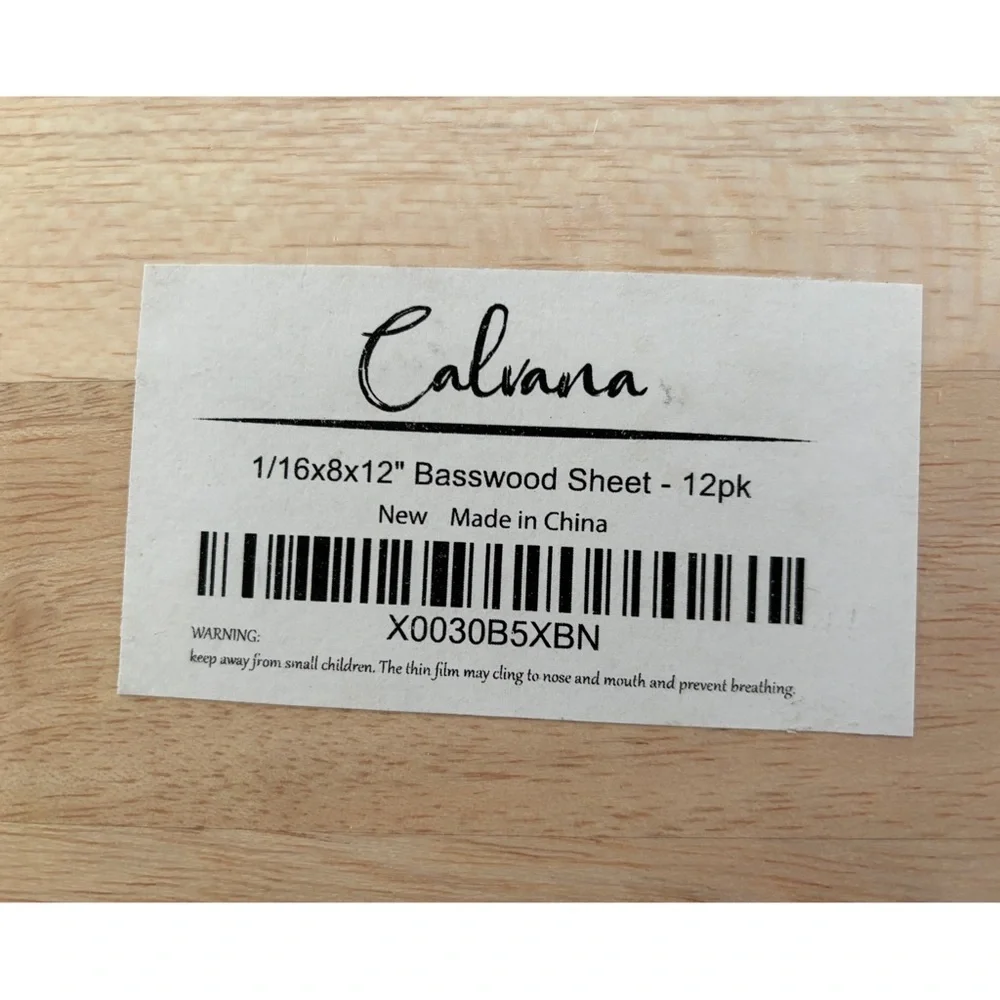 Calvana
1/16x8x12" Basswood Sheet - 12pk
New Made in China
X0030B5XBN
WARNING:
keep away from small children. The thin film may cling to nose and mouth and prevent breathing.